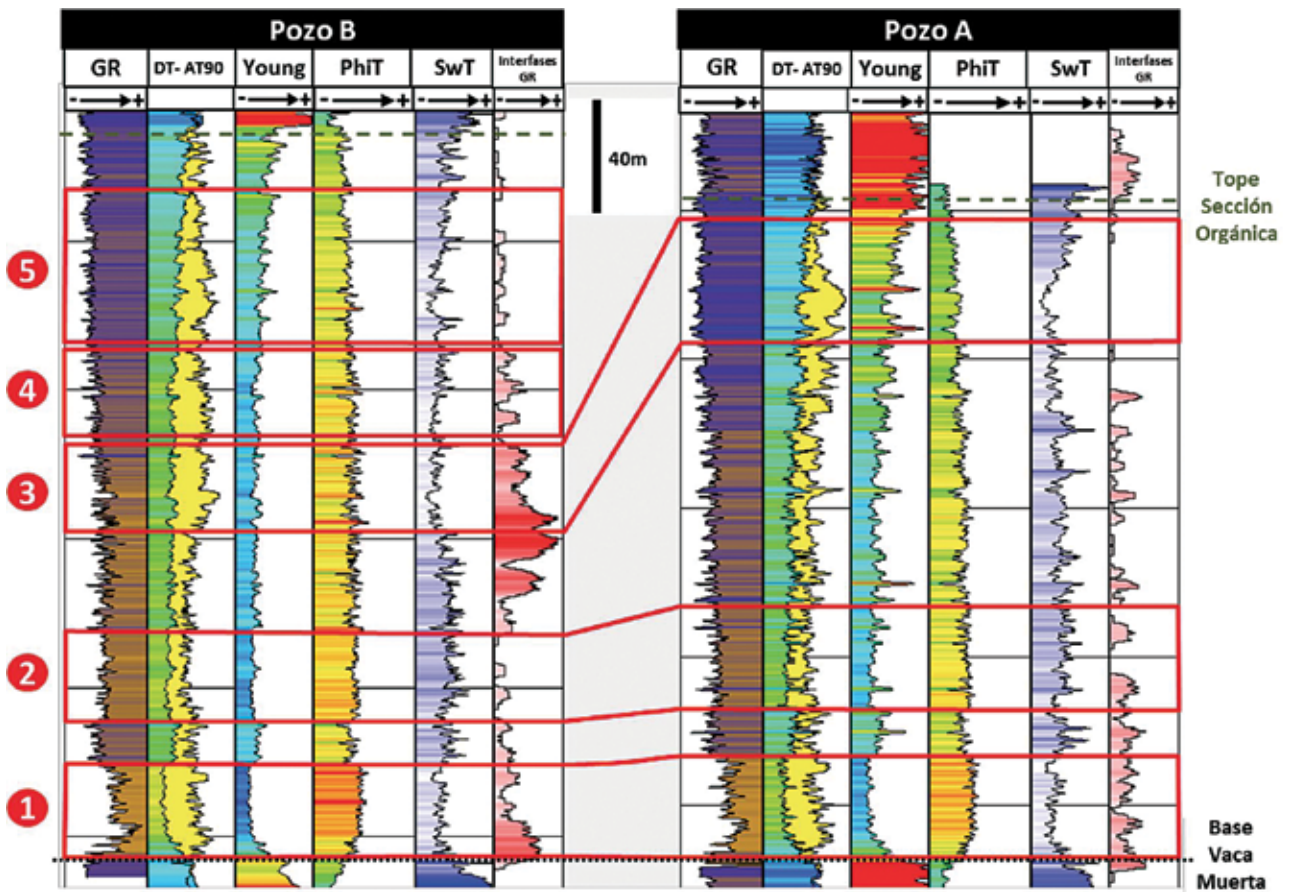 Pozo B
GR DT- AT90 Young PhiT SwT Interfases
GR
- + - + - + - + - +
Pozo A
GR DT- AT90 Young PhiT SwT Interfases
GR
- + - + - + - + - +
40m
Tope
Sección
Orgánica
5
4
3
2
1
Base
Vaca
Muerta